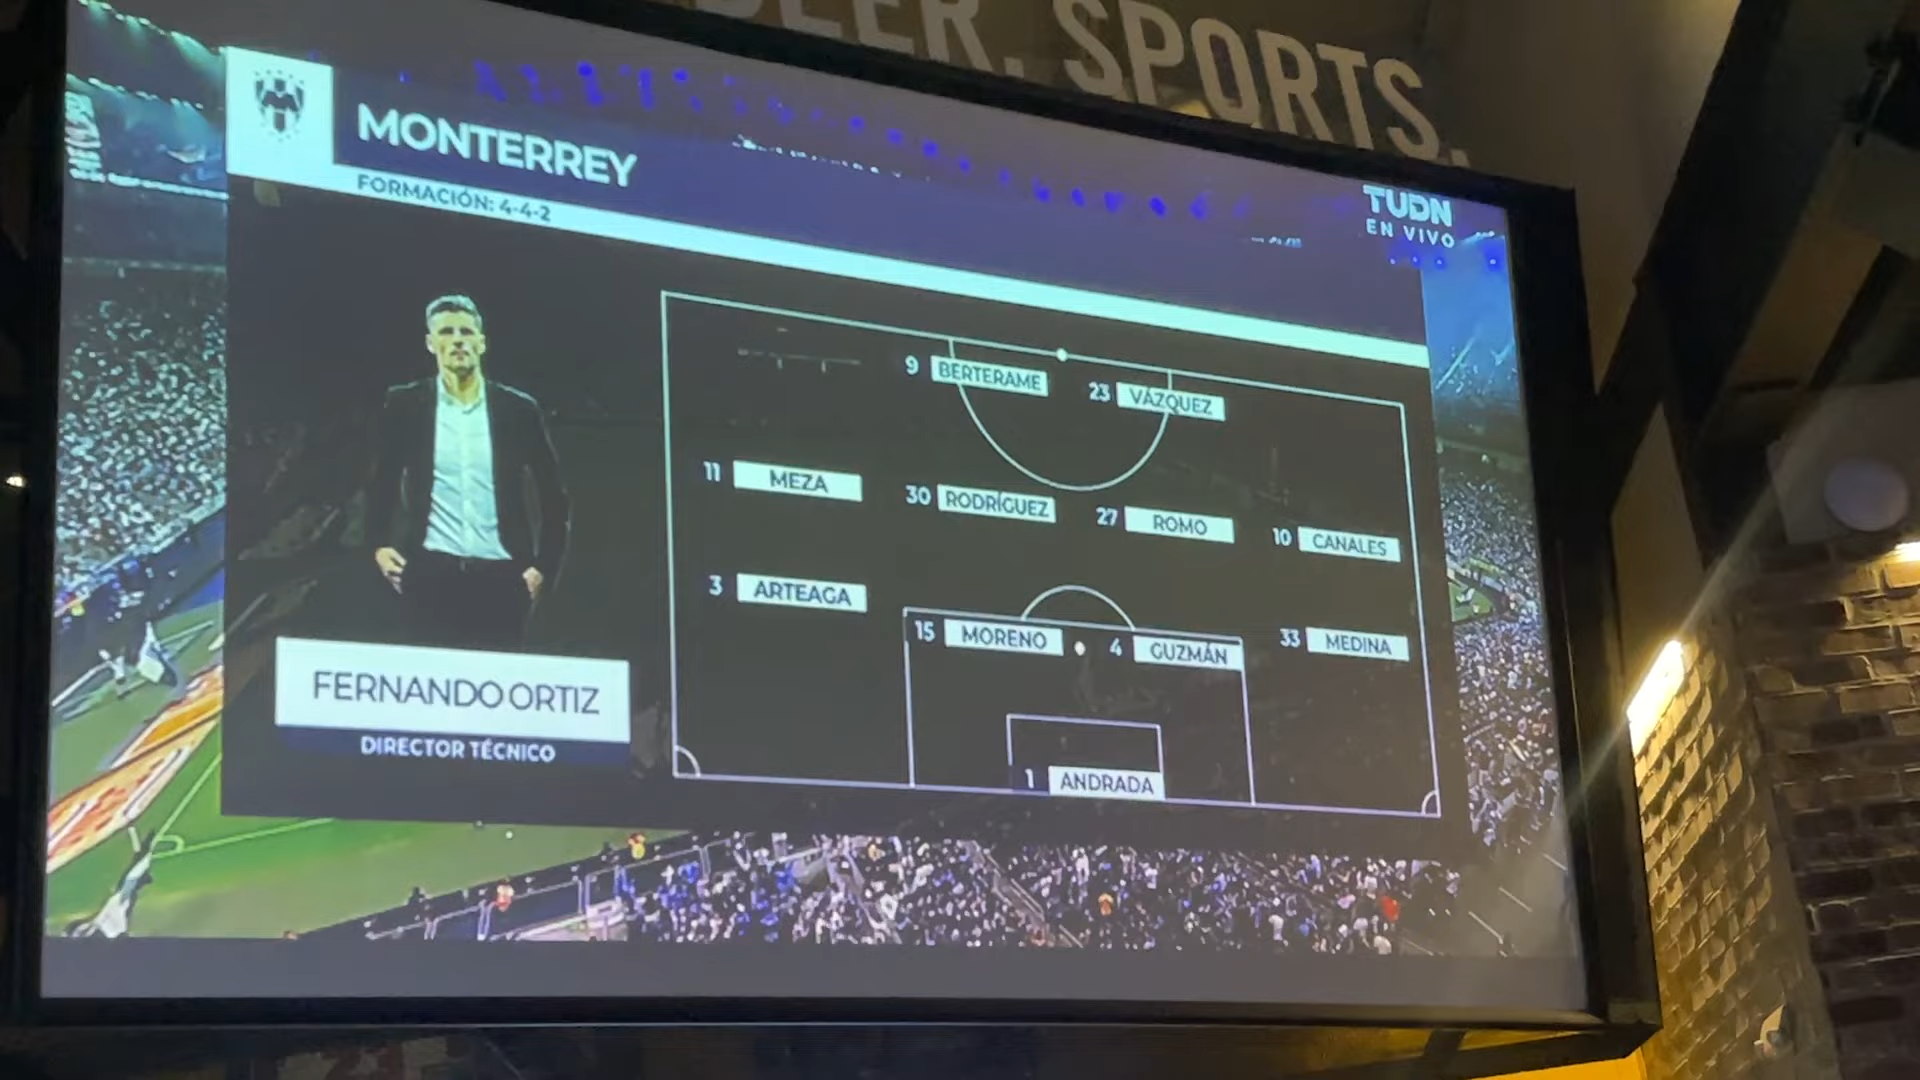 BEER. SPORTS.
MONTERREY
FORMACIÓN: 4-4-2
TUDN
EN VIVO
9 BERTERAME
23 VÁZQUEZ
11 MEZA
30 RODRÍGUEZ
27 ROMO
10 CANALES
3 ARTEAGA
15 MORENO
4 GUZMÁN
33 MEDINA
1 ANDRADA
FERNANDO ORTIZ
DIRECTOR TÉCNICO